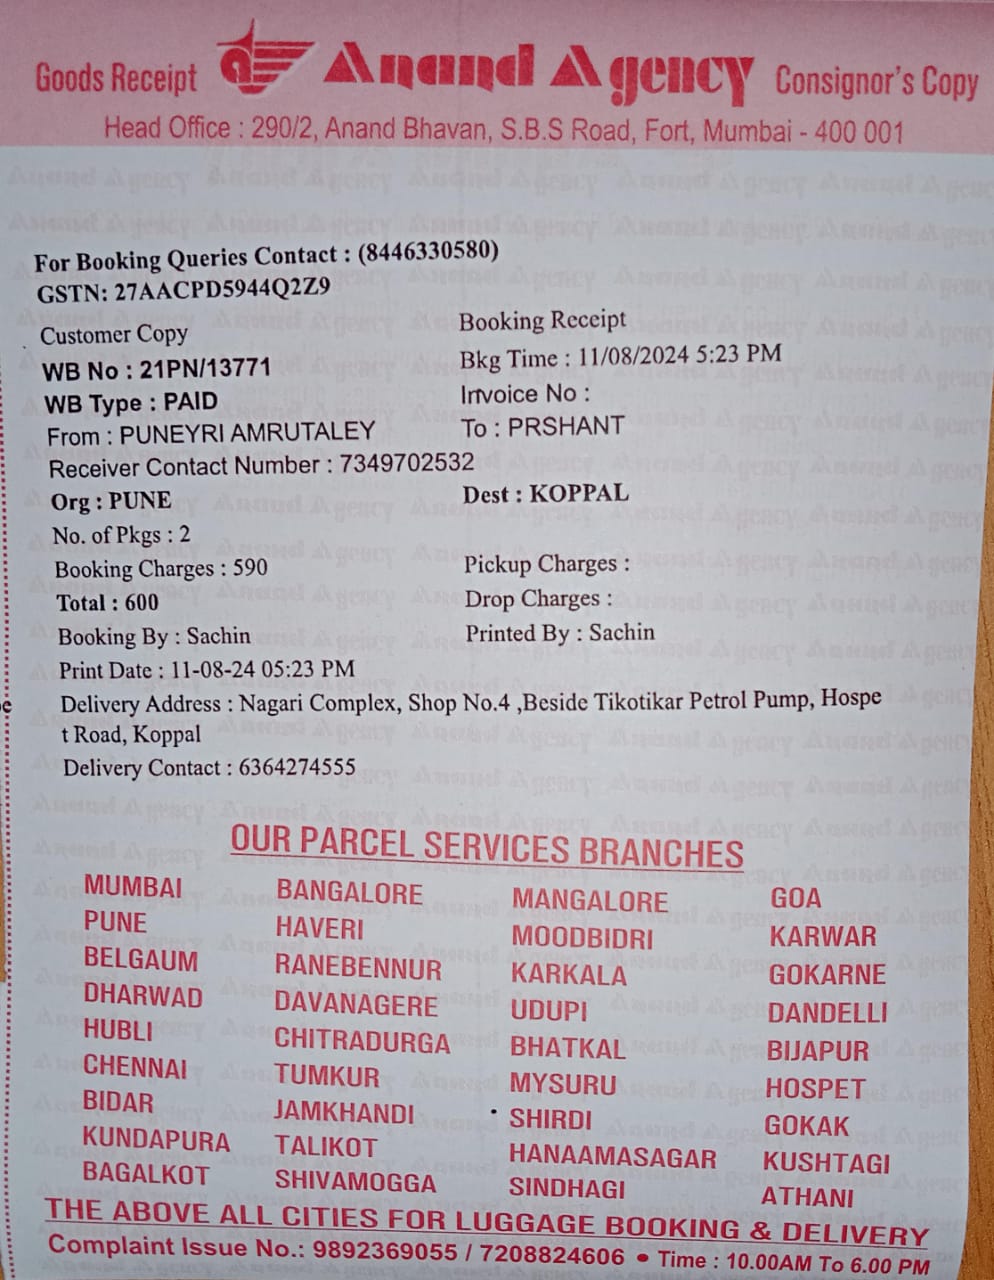 Goods Receipt Anand Agency Consignor's Copy
Head Office : 290/2, Anand Bhavan, S.B.S Road, Fort, Mumbai - 400 001
For Booking Queries Contact : (8446330580)
GSTN: 27AACPD5944Q2Z9
Customer Copy Booking Receipt
WB No : 21PN/13771 Bkg Time : 11/08/2024 5:23 PM
WB Type : PAID Invoice No :
From : PUNEYRI AMRUTALEY To : PRSHANT
Receiver Contact Number : 7349702532
Org : PUNE Dest : KOPPAL
No. of Pkgs : 2
Booking Charges : 590 Pickup Charges :
Total : 600 Drop Charges :
Booking By : Sachin Printed By : Sachin
Print Date : 11-08-24 05:23 PM
Delivery Address : Nagari Complex, Shop No.4 ,Beside Tikotikar Petrol Pump, Hospe
t Road, Koppal
Delivery Contact : 6364274555
OUR PARCEL SERVICES BRANCHES
MUMBAI BANGALORE MANGALORE GOA
PUNE HAVERI MOODBIDRI KARWAR
BELGAUM RANEBENNUR KARKALA GOKARNE
DHARWAD DAVANAGERE UDUPI DANDELLI
HUBLI CHITRADURGA BHATKAL BIJAPUR
CHENNAI TUMKUR MYSURU HOSPET
BIDAR JAMKHANDI SHIRDI GOKAK
KUNDAPURA TALIKOT HANAAMASAGAR KUSHTAGI
BAGALKOT SHIVAMOGGA SINDHAGI ATHANI
THE ABOVE ALL CITIES FOR LUGGAGE BOOKING & DELIVERY
Complaint Issue No.: 9892369055 / 7208824606 • Time : 10.00AM To 6.00 PM